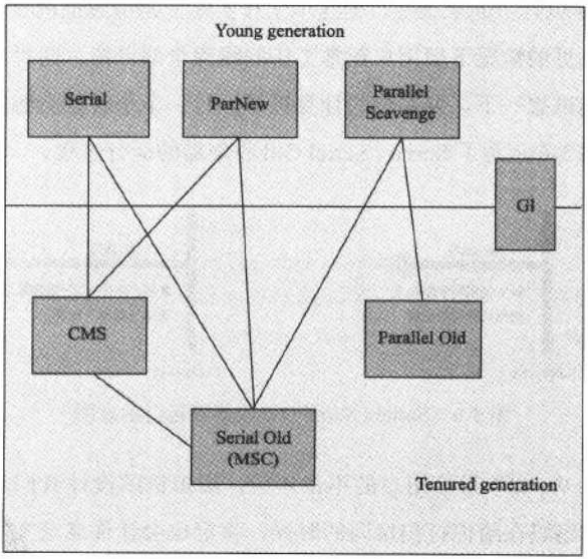 Young generation
Serial
ParNew
Parallel
Scavenge
G1
CMS
Parallel Old
Serial Old
(MSC)
Tenured generation